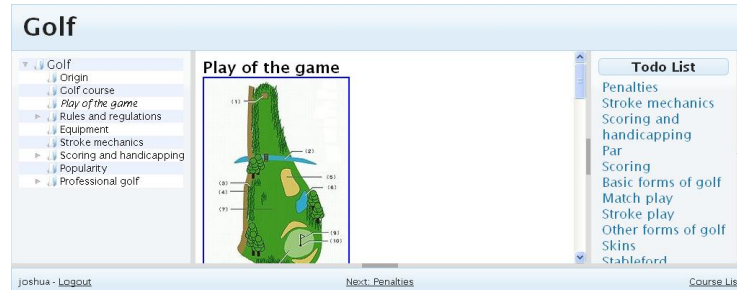 Golf
Golf
Origin
Golf course
Play of the game
Rules and regulations
Equipment
Stroke mechanics
Scoring and handicapping
Popularity
Professional golf
Play of the game
(1)
(2)
(3)
(4)
(5)
(6)
(7)
(9)
(10)
Todo List
Penalties
Stroke mechanics
Scoring and
handicapping
Par
Scoring
Basic forms of golf
Match play
Stroke play
Other forms of golf
Skins
Stableford
joshua - Logout
Next: Penalties
Course Lis